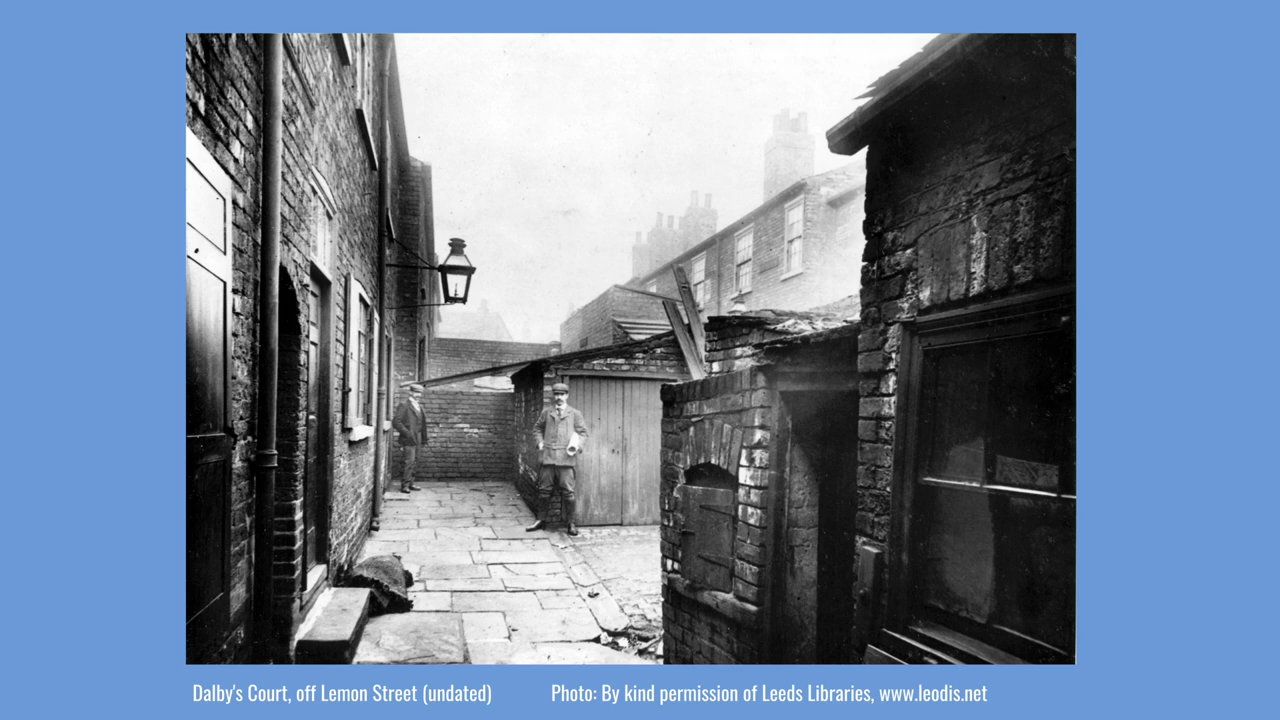 Dalby's Court, off Lemon Street (undated) Photo: By kind permission of Leeds Libraries, www.leodis.net